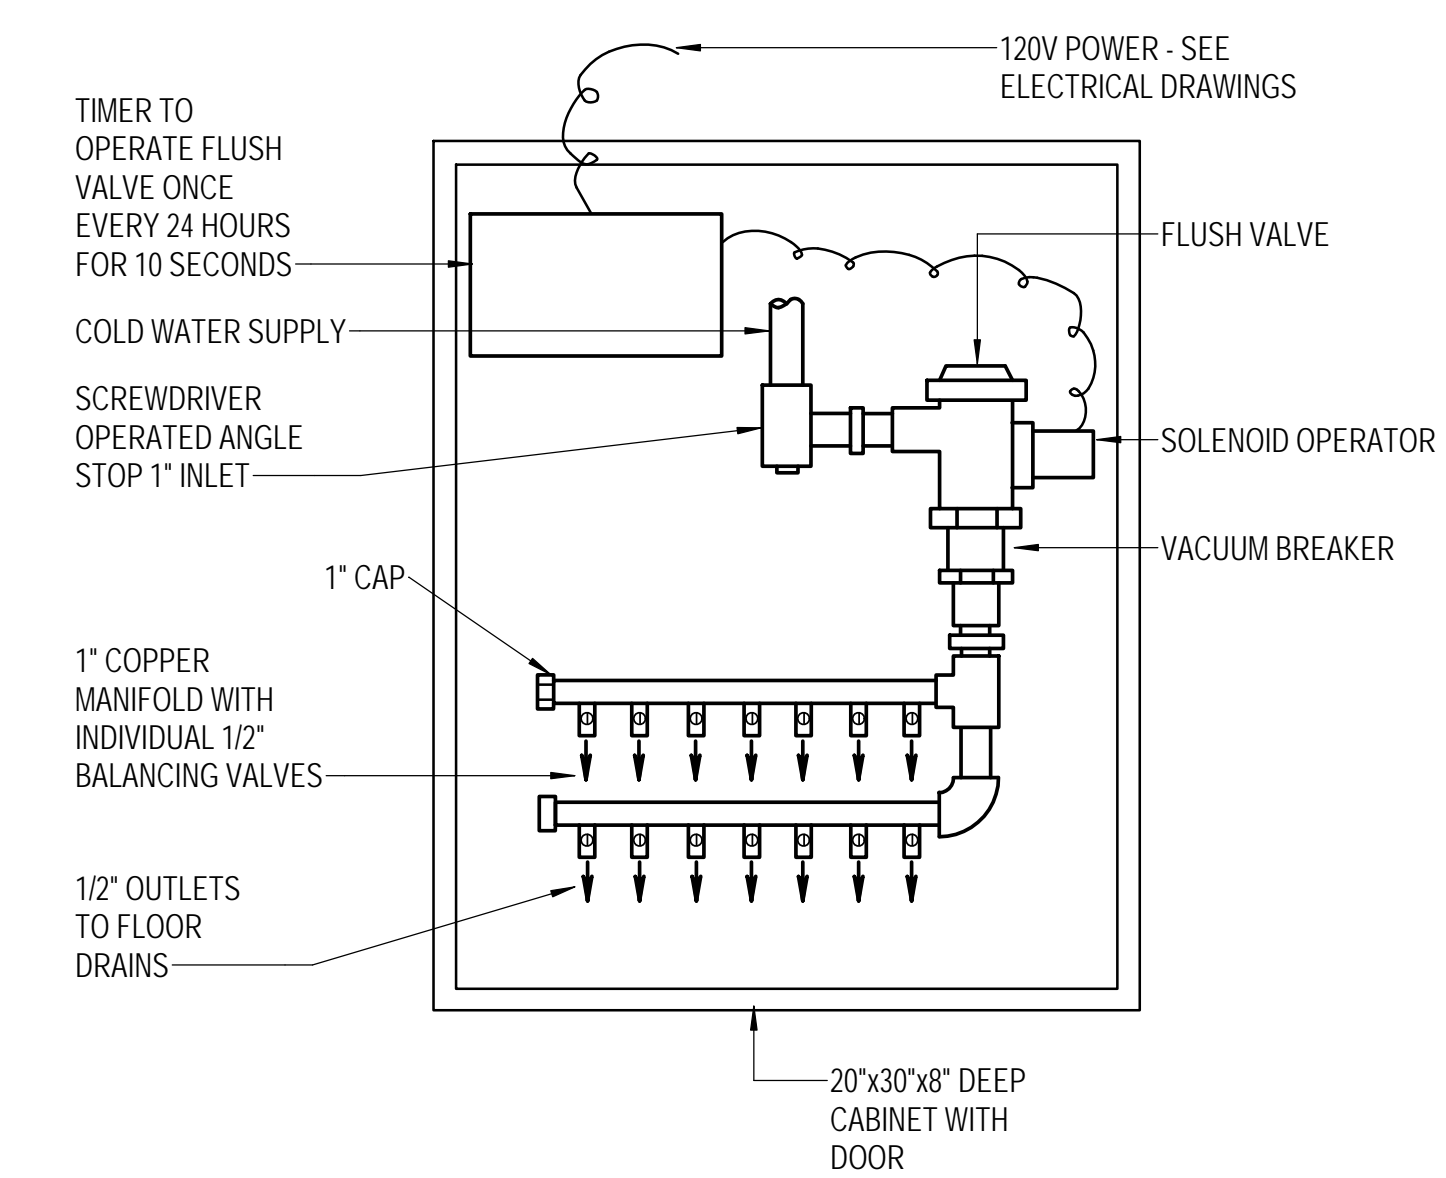 120V POWER - SEE
ELECTRICAL DRAWINGS
TIMER TO
OPERATE FLUSH
VALVE ONCE
EVERY 24 HOURS
FOR 10 SECONDS
FLUSH VALVE
COLD WATER SUPPLY
SCREWDRIVER
OPERATED ANGLE
STOP 1" INLET
SOLENOID OPERATOR
VACUUM BREAKER
1" CAP
1" COPPER
MANIFOLD WITH
INDIVIDUAL 1/2"
BALANCING VALVES
1/2" OUTLETS
TO FLOOR
DRAINS
20"x30"x8" DEEP
CABINET WITH
DOOR